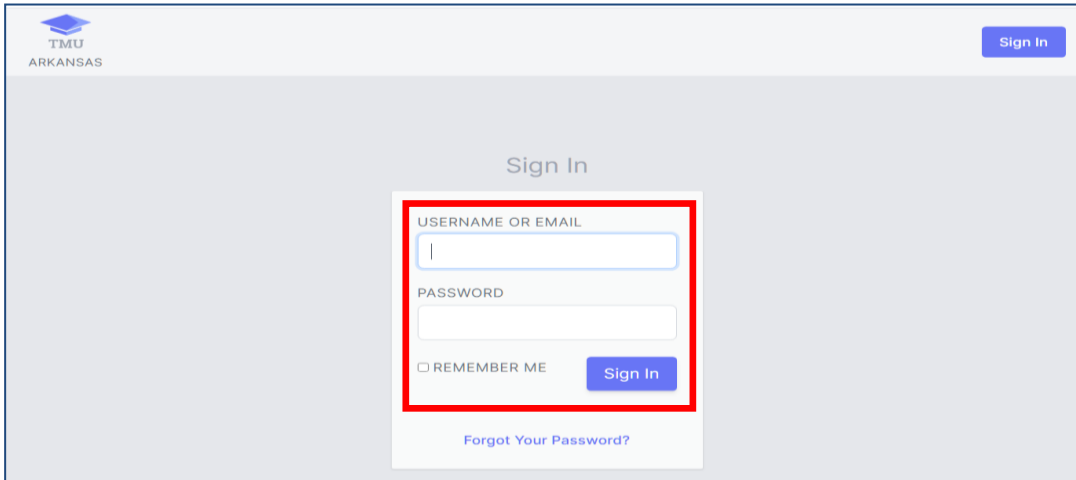 TMU
ARKANSAS
Sign In
Sign In
USERNAME OR EMAIL
PASSWORD
REMEMBER ME
Sign In
Forgot Your Password?